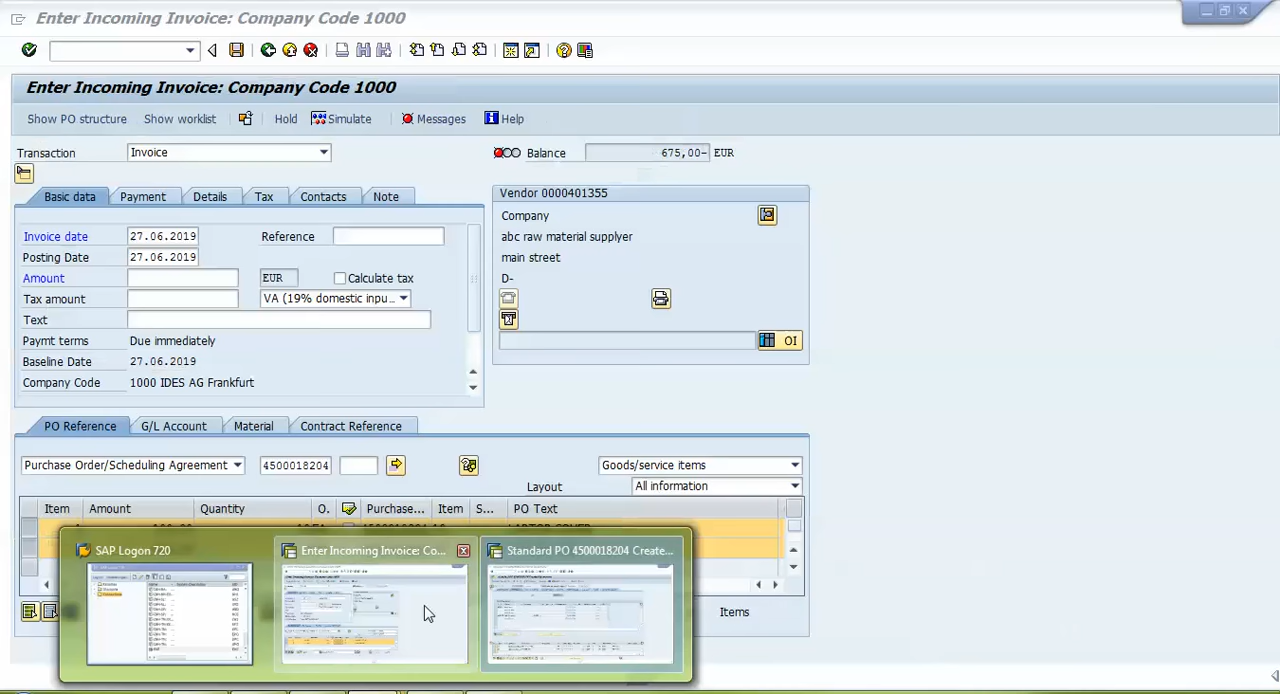 Enter Incoming Invoice: Company Code 1000
Enter Incoming Invoice: Company Code 1000
Show PO structure Show worklist Hold Simulate Messages Help
Transaction Invoice Balance 675,00- EUR
Basic data Payment Details Tax Contacts Note
Vendor 0000401355
Invoice date 27.06.2019 Reference
Posting Date 27.06.2019
Amount EUR Calculate tax
Tax amount VA (19% domestic inpu...
Text
Paymt terms Due immediately
Baseline Date 27.06.2019
Company Code 1000 IDES AG Frankfurt
Company
abc raw material supplyer
main street
D-
OI
PO Reference G/L Account Material Contract Reference
Purchase Order/Scheduling Agreement 4500018204 Goods/service items
Layout All information
Item Amount Quantity O. Purchase... Item S... PO Text
SAP Logon 720 Enter Incoming Invoice: Co... Standard PO 4500018204 Create...
Items